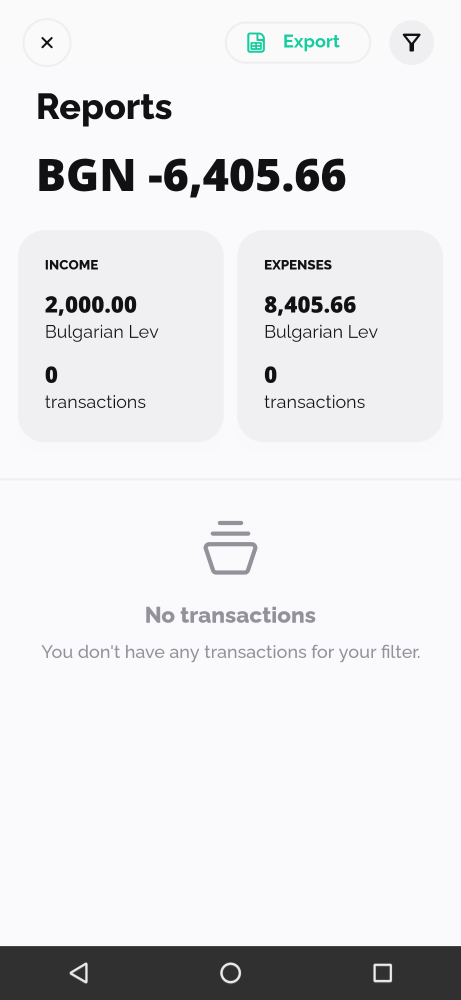 Export
Reports
BGN -6,405.66
INCOME
2,000.00
Bulgarian Lev
0
transactions
EXPENSES
8,405.66
Bulgarian Lev
0
transactions
No transactions
You don't have any transactions for your filter.